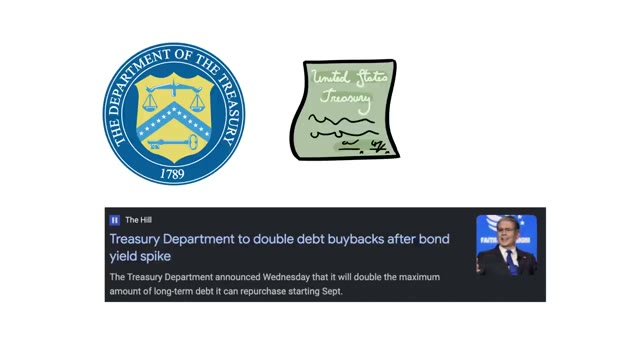 THE DEPARTMENT OF THE TREASURY
1789
United States
Treasury
The Hill
Treasury Department to double debt buybacks after bond
yield spike
The Treasury Department announced Wednesday that it will double the maximum
amount of long-term debt it can repurchase starting Sept.